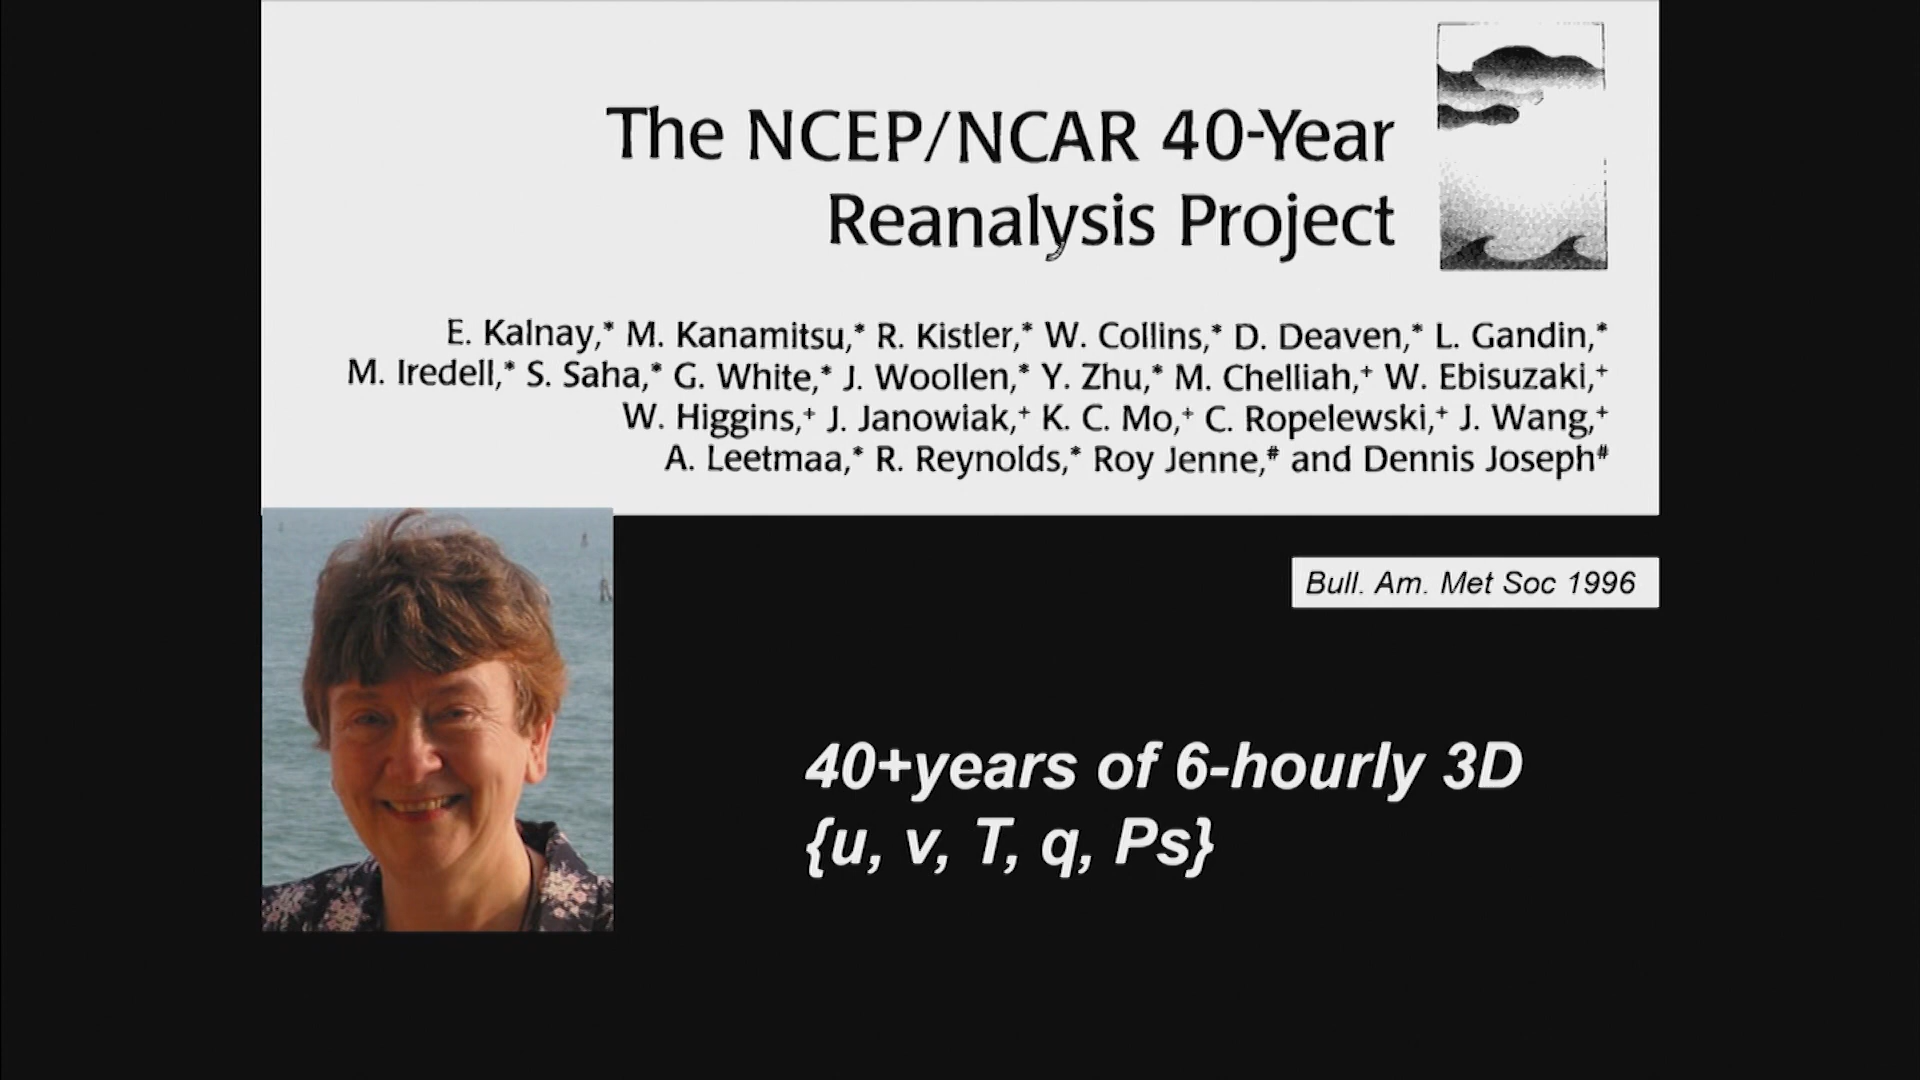 The NCEP/NCAR 40-Year
Reanalysis Project
E. Kalnay,* M. Kanamitsu,* R. Kistler,* W. Collins,* D. Deaven,* L. Gandin,*
M. Iredell,* S. Saha,* G. White,* J. Woollen,* Y. Zhu,* M. Chelliah,+ W. Ebisuzaki,+
W. Higgins,+ J. Janowiak,+ K. C. Mo,+ C. Ropelewski,+ J. Wang,+
A. Leetmaa,* R. Reynolds,* Roy Jenne,# and Dennis Joseph#
Bull. Am. Met Soc 1996
40+years of 6-hourly 3D
{u, v, T, q, Ps}